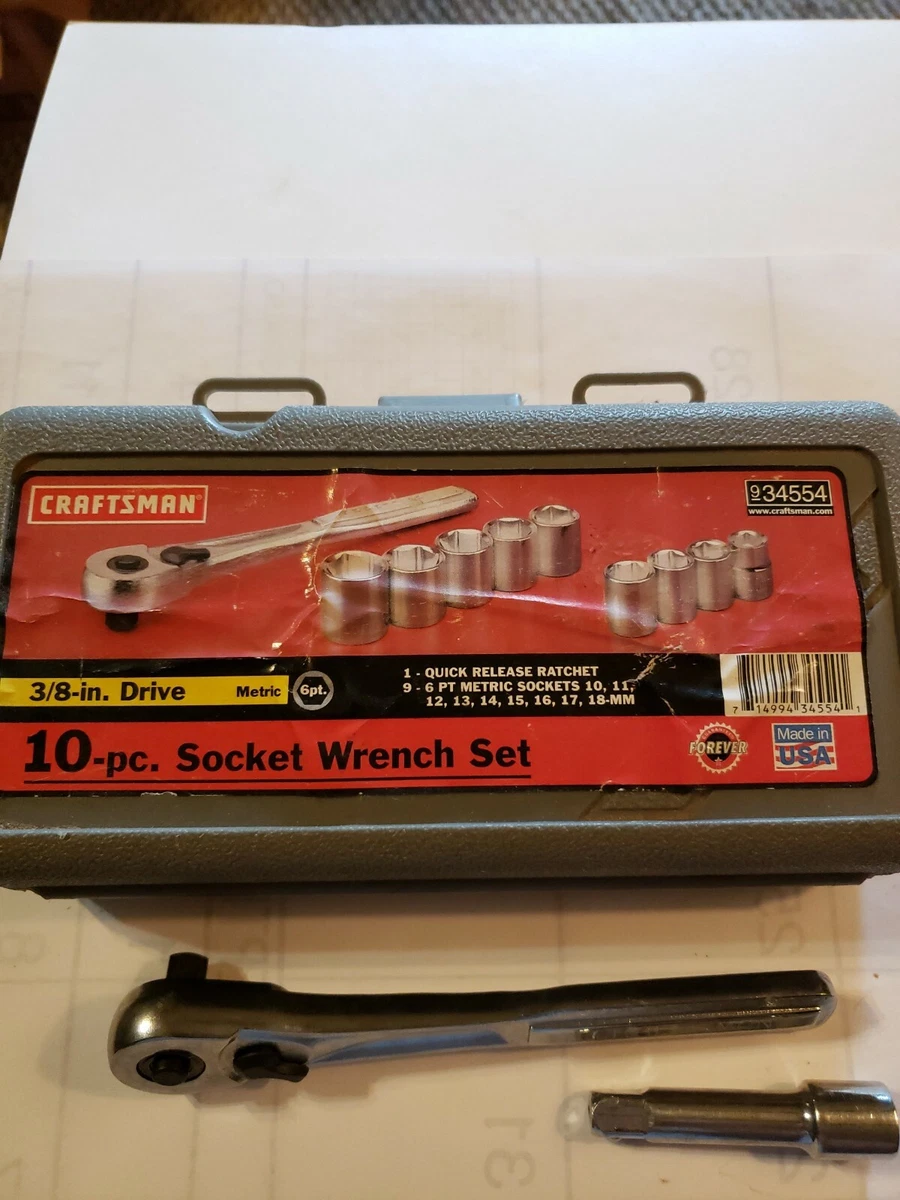 CRAFTSMAN®
9 34554
www.craftsman.com
3/8-in. Drive Metric 6pt.
1 - QUICK RELEASE RATCHET
9 - 6 PT METRIC SOCKETS 10, 11,
12, 13, 14, 15, 16, 17, 18-MM
7 14994 34554 1
10-pc. Socket Wrench Set
FOREVER
Made in
USA
31